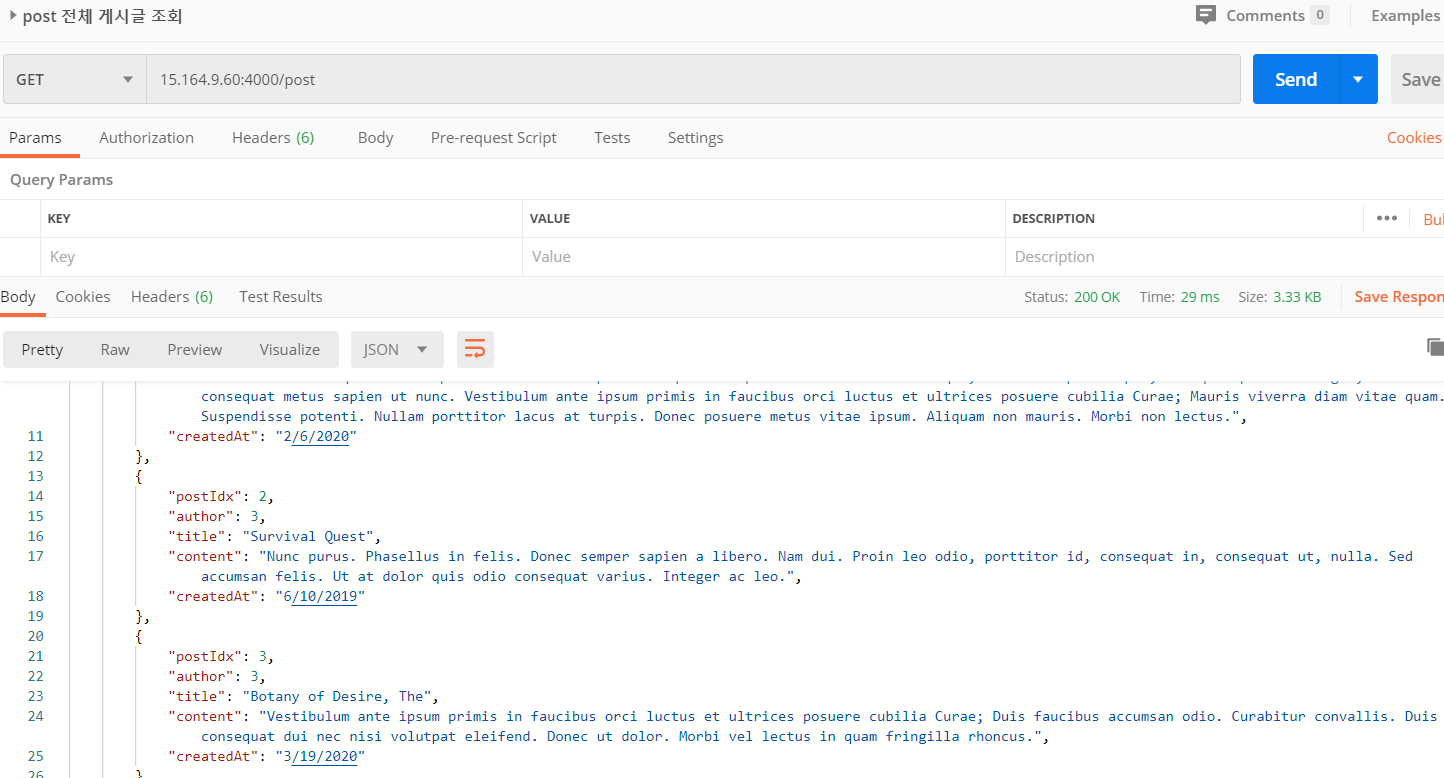 post 전체 게시글 조회
Comments 0 Examples
GET 15.164.9.60:4000/post Send Save
Params Authorization Headers (6) Body Pre-request Script Tests Settings Cookies
Query Params
KEY VALUE DESCRIPTION ••• Bul
Key Value Description
Body Cookies Headers (6) Test Results Status: 200 OK Time: 29 ms Size: 3.33 KB Save Respon
Pretty Raw Preview Visualize JSON
consequat metus sapien ut nunc. Vestibulum ante ipsum primis in faucibus orci luctus et ultrices posuere cubilia Curae; Mauris viverra diam vitae quam.
Suspendisse potenti. Nullam porttitor lacus at turpis. Donec posuere metus vitae ipsum. Aliquam non mauris. Morbi non lectus.",
11 "createdAt": "2/6/2020"
12 },
13 {
14 "postIdx": 2,
15 "author": 3,
16 "title": "Survival Quest",
17 "content": "Nunc purus. Phasellus in felis. Donec semper sapien a libero. Nam dui. Proin leo odio, porttitor id, consequat in, consequat ut, nulla. Sed
accumsan felis. Ut at dolor quis odio consequat varius. Integer ac leo.",
18 "createdAt": "6/10/2019"
19 },
20 {
21 "postIdx": 3,
22 "author": 3,
23 "title": "Botany of Desire, The",
24 "content": "Vestibulum ante ipsum primis in faucibus orci luctus et ultrices posuere cubilia Curae; Duis faucibus accumsan odio. Curabitur convallis. Duis
consequat dui nec nisi volutpat eleifend. Donec ut dolor. Morbi vel lectus in quam fringilla rhoncus.",
25 "createdAt": "3/19/2020"
26 }